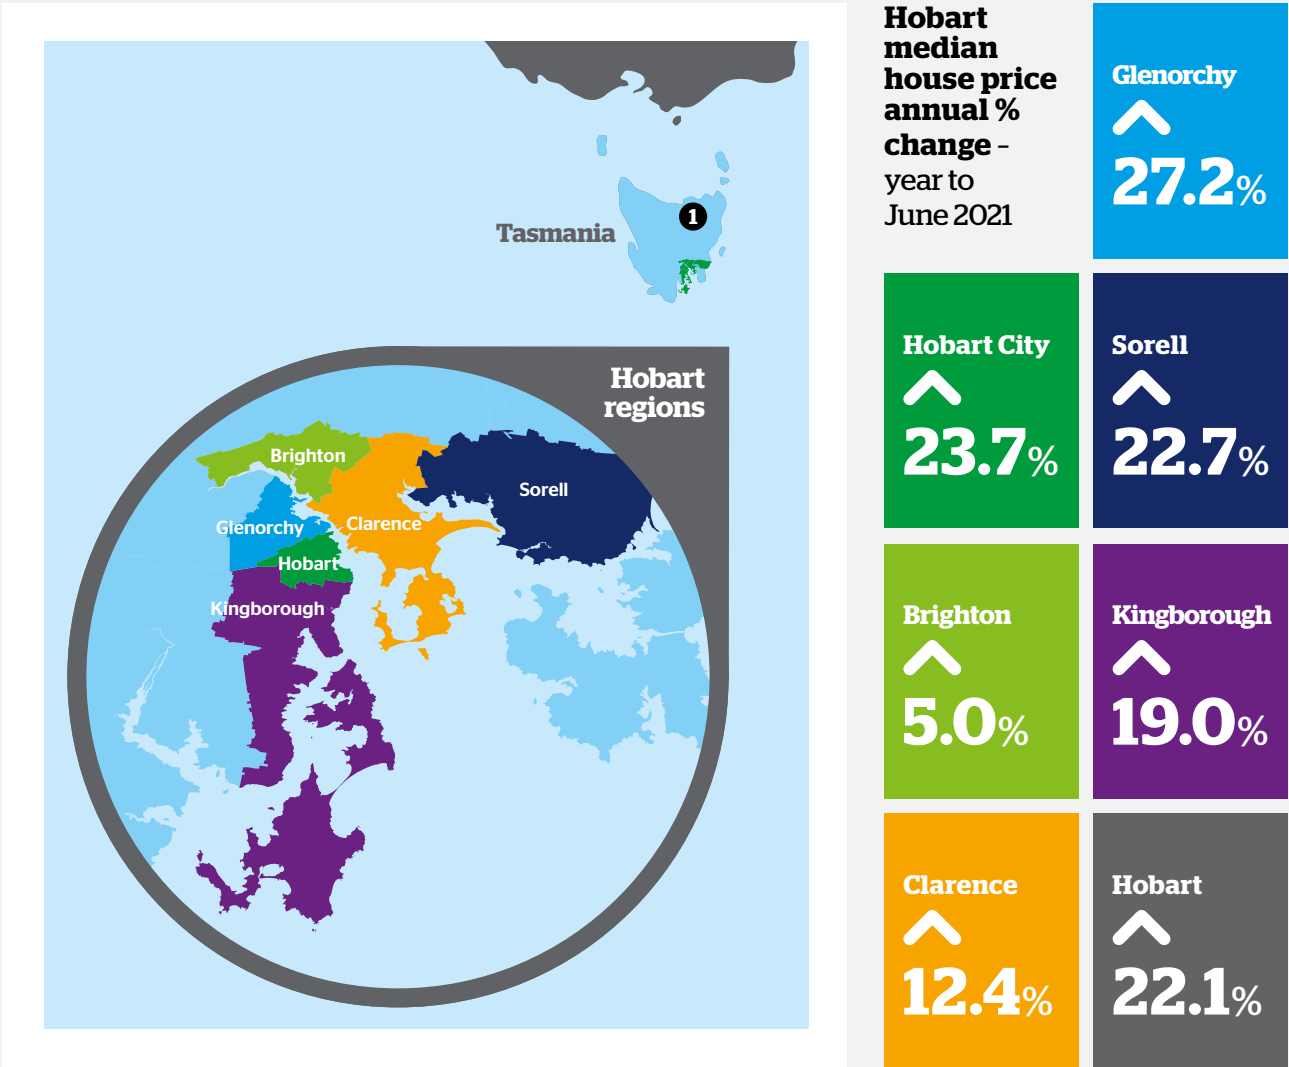 Tasmania
1
Hobart
regions
Brighton
Sorell
Glenorchy
Clarence
Hobart
Kingborough
Hobart
median
house price
annual %
change –
year to
June 2021
Glenorchy
27.2%
Hobart City
23.7%
Sorell
22.7%
Brighton
5.0%
Kingborough
19.0%
Clarence
12.4%
Hobart
22.1%